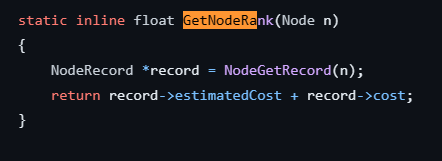 static inline float GetNodeRank(Node n)
{
    NodeRecord *record = NodeGetRecord(n);
    return record->estimatedCost + record->cost;
}